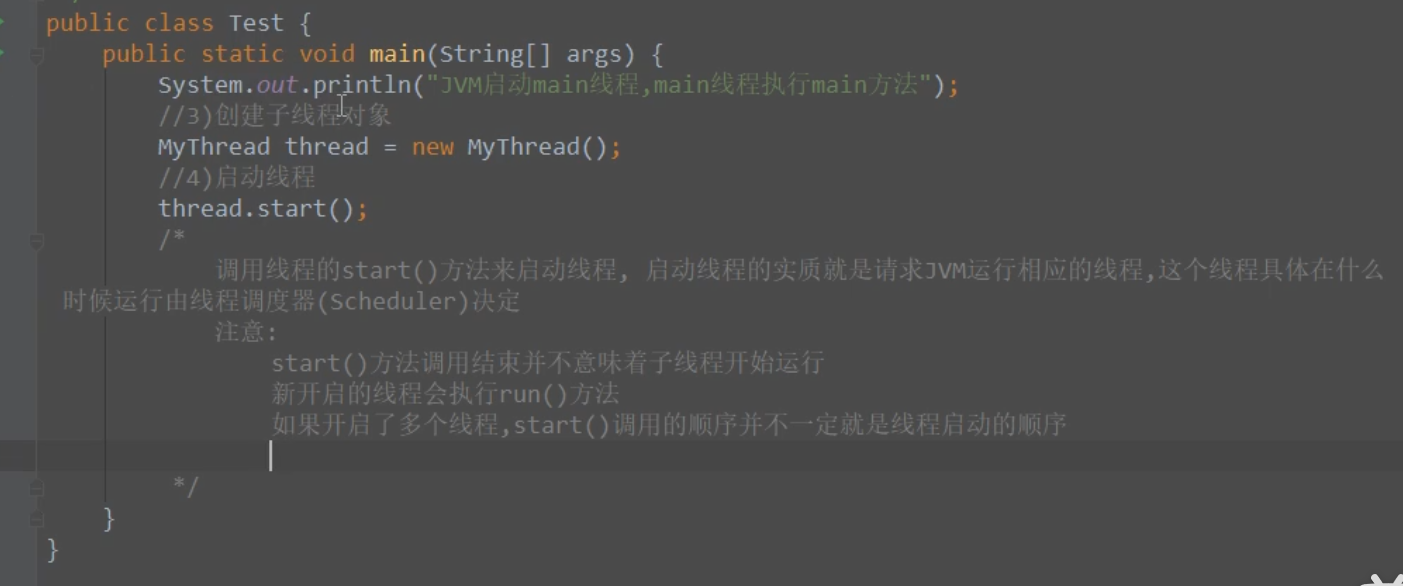 public class Test {
public static void main(String[] args) {
System.out.println("JVM启动main线程,main线程执行main方法");
//3)创建子线程对象
MyThread thread = new MyThread();
//4)启动线程
thread.start();
/*
调用线程的start()方法来启动线程, 启动线程的实质就是请求JVM运行相应的线程,这个线程具体在什么
时候运行由线程调度器(Scheduler)决定
注意:
start()方法调用结束并不意味着子线程开始运行
新开启的线程会执行run()方法
如果开启了多个线程,start()调用的顺序并不一定就是线程启动的顺序
*/
}
}